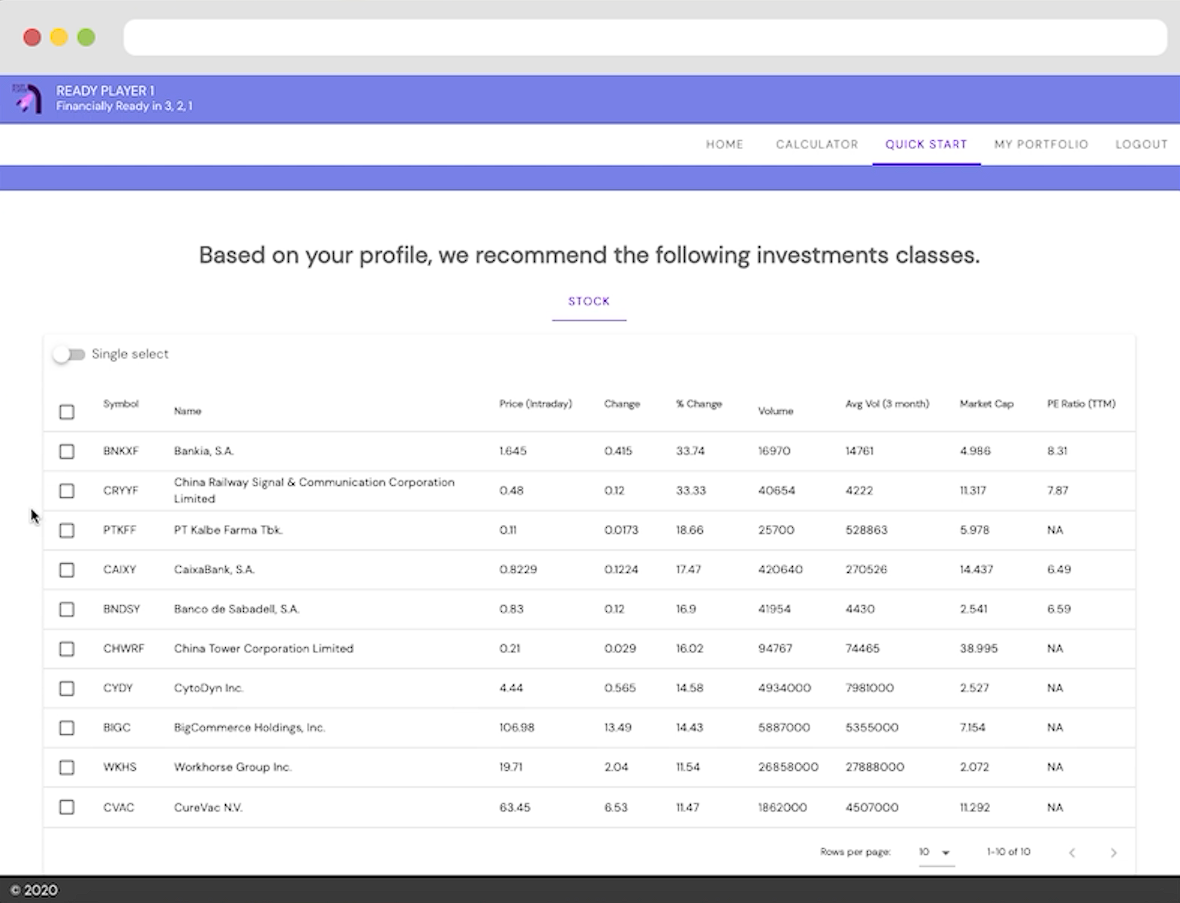 READY PLAYER 1
Financially Ready in 3, 2, 1
HOME CALCULATOR QUICK START MY PORTFOLIO LOGOUT
Based on your profile, we recommend the following investments classes.
STOCK
Single select
Symbol Name Price (Intraday) Change % Change Volume Avg Vol (3 month) Market Cap PE Ratio (TTM)
BNKXF Bankia, S.A. 1.645 0.415 33.74 16970 14761 4.986 8.31
CRYYF China Railway Signal & Communication Corporation Limited 0.48 0.12 33.33 40654 4222 11.317 7.87
PTKFF PT Kalbe Farma Tbk. 0.11 0.0173 18.66 25700 528863 5.978 NA
CAIXY CaixaBank, S.A. 0.8229 0.1224 17.47 420640 270526 14.437 6.49
BNDSY Banco de Sabadell, S.A. 0.83 0.12 16.9 41954 4430 2.541 6.59
CHWRF China Tower Corporation Limited 0.21 0.029 16.02 94767 74465 38.995 NA
CYDY CytoDyn Inc. 4.44 0.565 14.58 4934000 7981000 2.527 NA
BIGC BigCommerce Holdings, Inc. 106.98 13.49 14.43 5887000 5355000 7.154 NA
WKHS Workhorse Group Inc. 19.71 2.04 11.54 26858000 27888000 2.072 NA
CVAC CureVac N.V. 63.45 6.53 11.47 1862000 4507000 11.292 NA
Rows per page: 10 1-10 of 10
© 2020